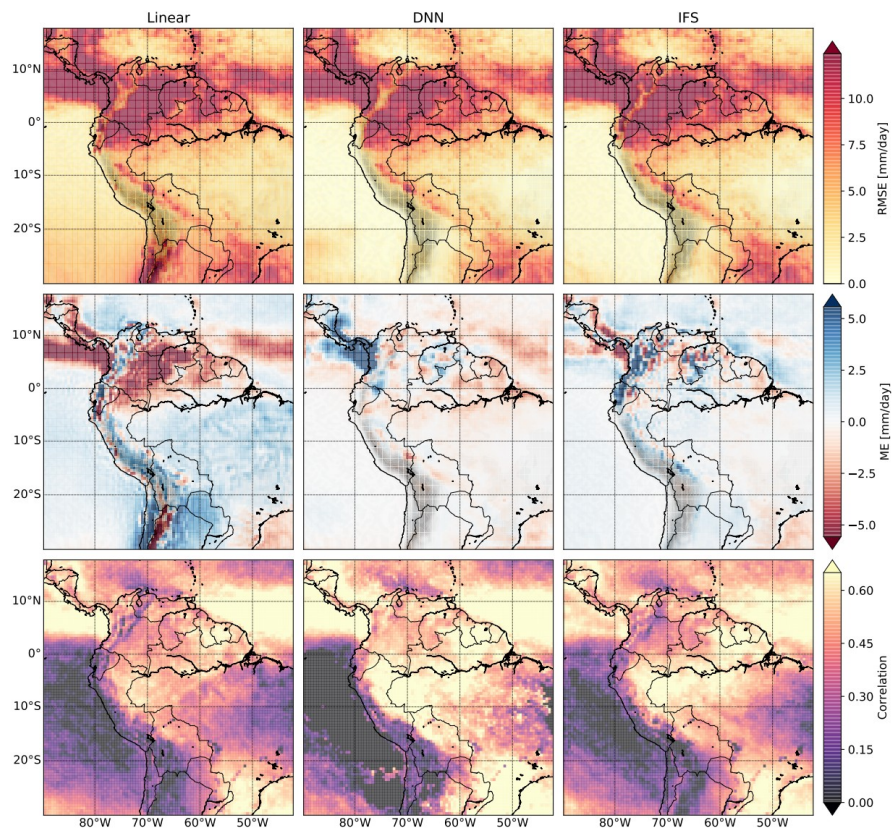 Linear DNN IFS
10°N
0°
10°S
20°S
10.0
7.5
5.0
2.5
0.0
RMSE [mm/day]
10°N
0°
10°S
20°S
5.0
2.5
0.0
−2.5
−5.0
ME [mm/day]
10°N
0°
10°S
20°S
0.60
0.45
0.30
0.15
0.00
Correlation
80°W 70°W 60°W 50°W 80°W 70°W 60°W 50°W 80°W 70°W 60°W 50°W